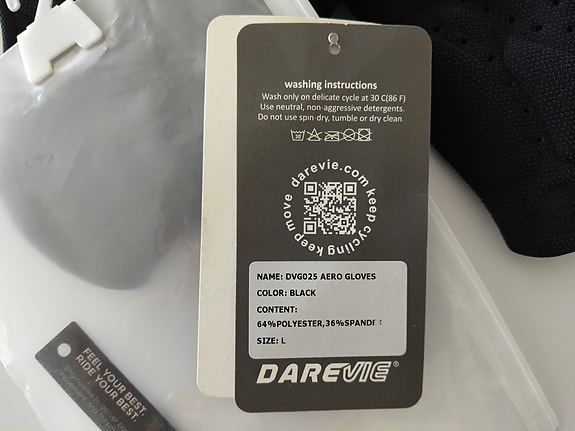 washing instructions
Wash only on delicate cycle at 30 C(86 F)
Use neutral, non-aggressive detergents.
Do not use spin-dry, tumble or dry clean
darevie.com keep cycling keep move
NAME: DVG025 AERO GLOVES
COLOR: BLACK
CONTENT:
64%POLYESTER,36%SPANDE
SIZE: L
DAREVIE®
FEEL YOUR BEST.
RIDE YOUR BEST.